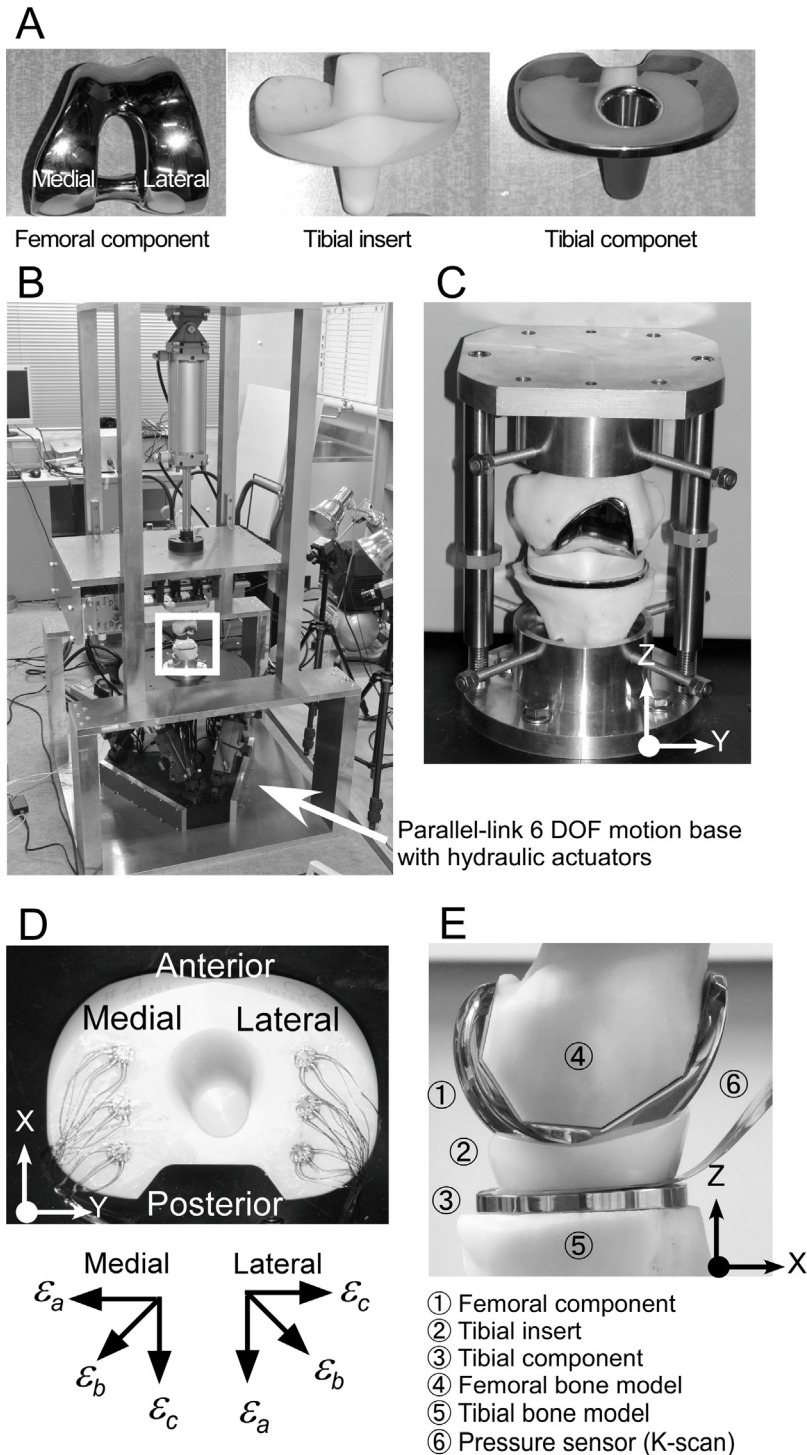 A
Medial Lateral
Femoral component
Tibial insert
Tibial componet
B
C
Z
Y
Parallel-link 6 DOF motion base
with hydraulic actuators
D
Anterior
Medial Lateral
X
Y
Posterior
Medial Lateral
εa
εb
εc
εc
εb
εa
E
④
①
⑥
②
③
⑤
Z
X
① Femoral component
② Tibial insert
③ Tibial component
④ Femoral bone model
⑤ Tibial bone model
⑥ Pressure sensor (K-scan)